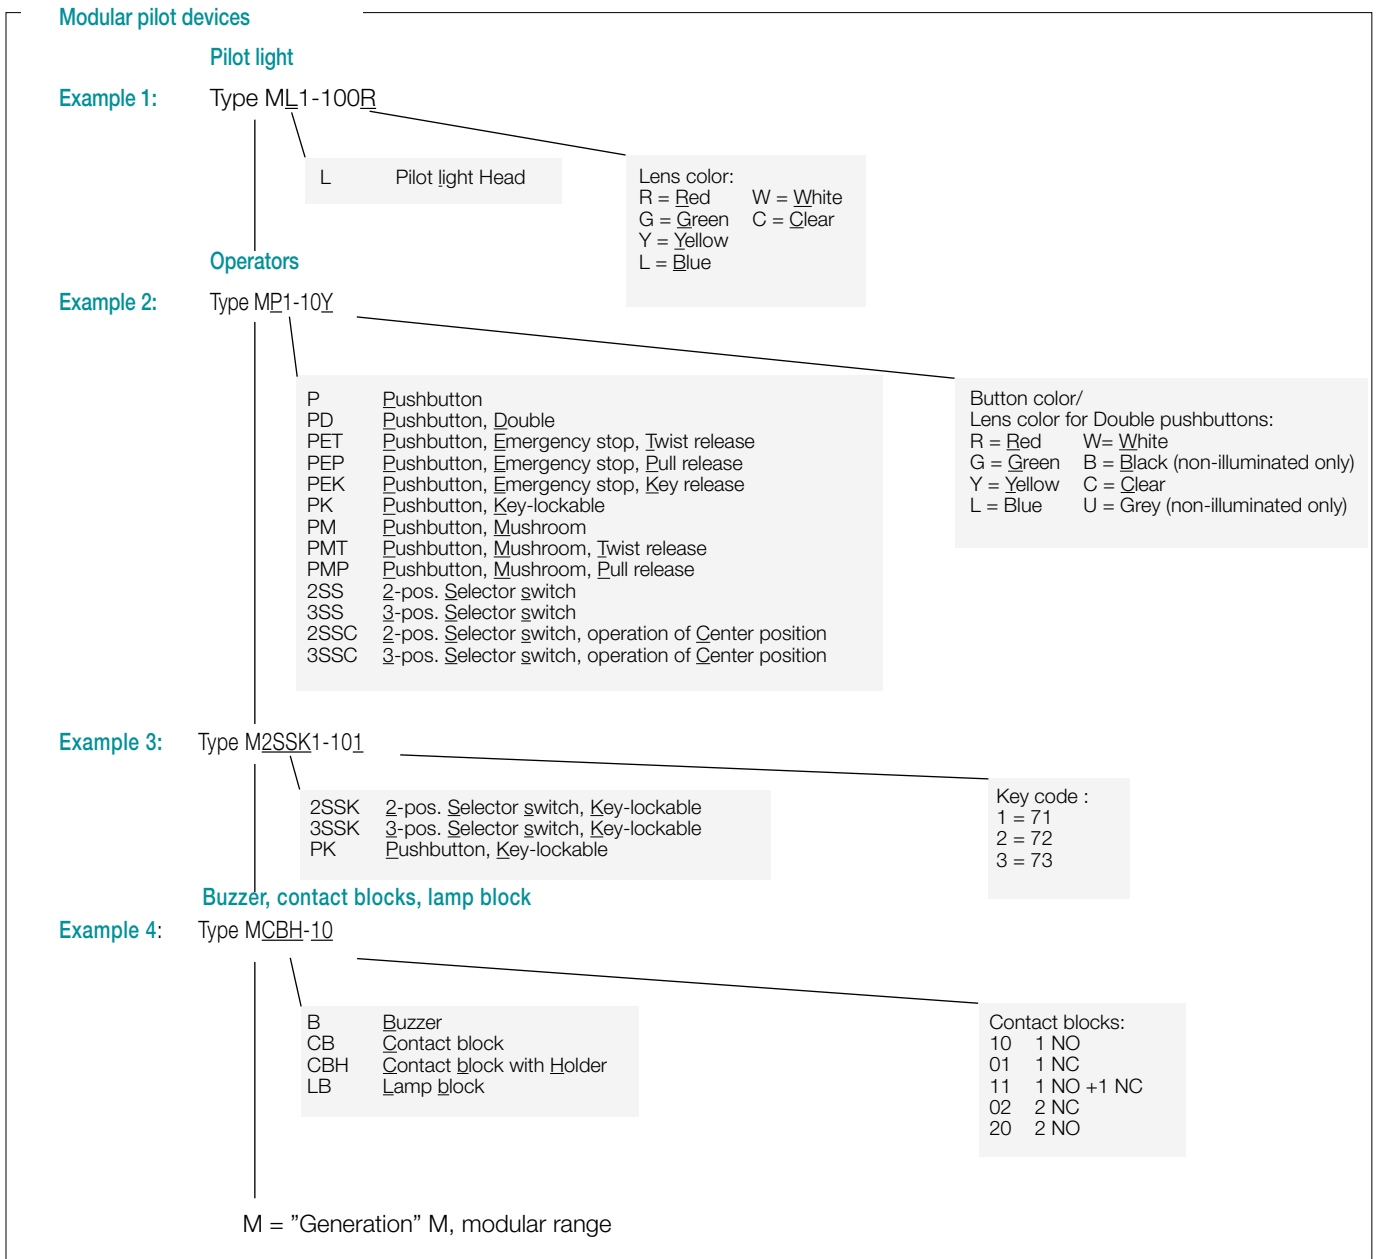 Modular pilot devices
Pilot light
Example 1: Type ML1-100R
L Pilot light Head
Lens color:
R = Red W = White
G = Green C = Clear
Y = Yellow
L = Blue
Operators
Example 2: Type MP1-10Y
P Pushbutton
PD Pushbutton, Double
PET Pushbutton, Emergency stop, Twist release
PEP Pushbutton, Emergency stop, Pull release
PEK Pushbutton, Emergency stop, Key release
PK Pushbutton, Key-lockable
PM Pushbutton, Mushroom
PMT Pushbutton, Mushroom, Twist release
PMP Pushbutton, Mushroom, Pull release
2SS 2-pos. Selector switch
3SS 3-pos. Selector switch
2SSC 2-pos. Selector switch, operation of Center position
3SSC 3-pos. Selector switch, operation of Center position
Button color/
Lens color for Double pushbuttons:
R = Red W= White
G = Green B = Black (non-illuminated only)
Y = Yellow C = Clear
L = Blue U = Grey (non-illuminated only)
Example 3: Type M2SSK1-101
2SSK 2-pos. Selector switch, Key-lockable
3SSK 3-pos. Selector switch, Key-lockable
PK Pushbutton, Key-lockable
Key code :
1 = 71
2 = 72
3 = 73
Buzzer, contact blocks, lamp block
Example 4: Type MCBH-10
B Buzzer
CB Contact block
CBH Contact block with Holder
LB Lamp block
Contact blocks:
10 1 NO
01 1 NC
11 1 NO +1 NC
02 2 NC
20 2 NO
M = ”Generation” M, modular range